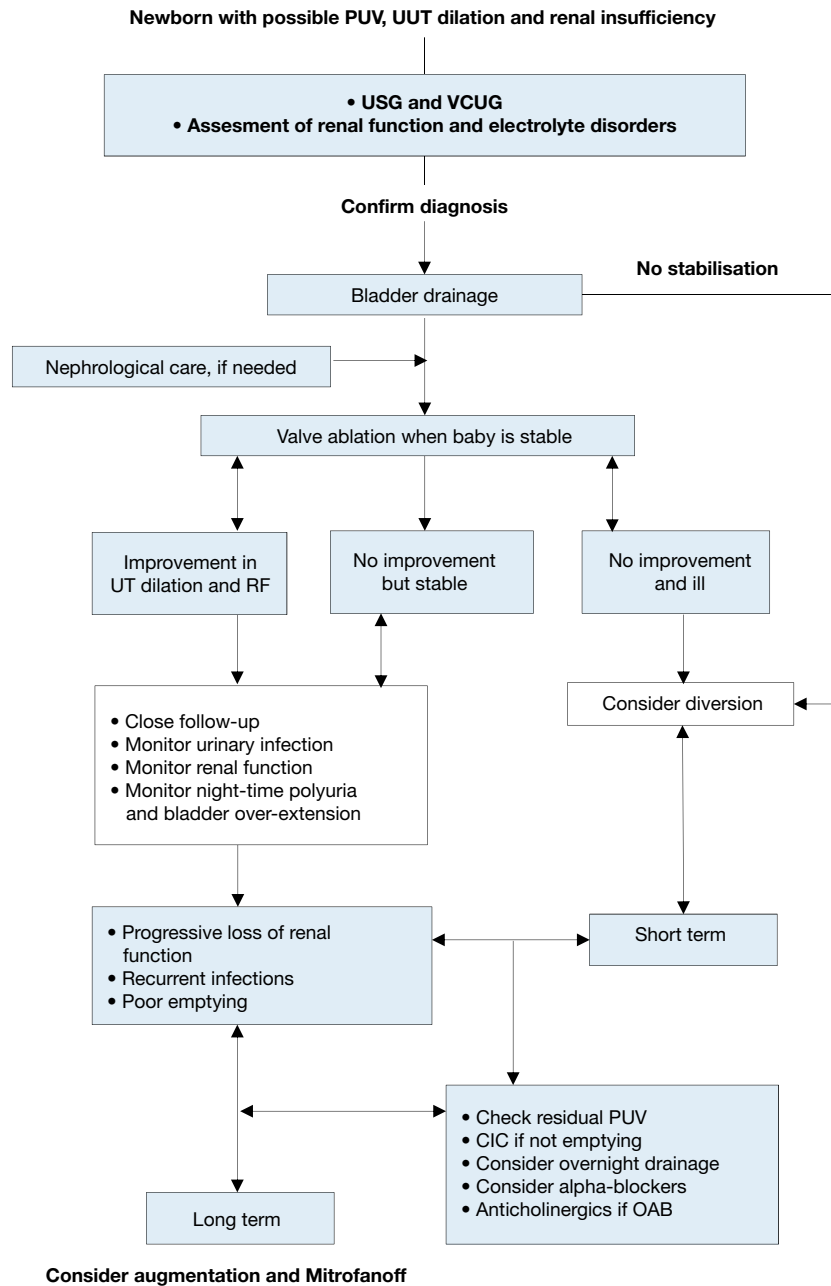 Newborn with possible PUV, UUT dilation and renal insufficiency
• USG and VCUG
• Assesment of renal function and electrolyte disorders
Confirm diagnosis
No stabilisation
Bladder drainage
Nephrological care, if needed
Valve ablation when baby is stable
Improvement in
UT dilation and RF
No improvement
but stable
No improvement
and ill
Consider diversion
• Close follow-up
• Monitor urinary infection
• Monitor renal function
• Monitor night-time polyuria
and bladder over-extension
• Progressive loss of renal
function
• Recurrent infections
• Poor emptying
Short term
• Check residual PUV
• CIC if not emptying
• Consider overnight drainage
• Consider alpha-blockers
• Anticholinergics if OAB
Long term
Consider augmentation and Mitrofanoff